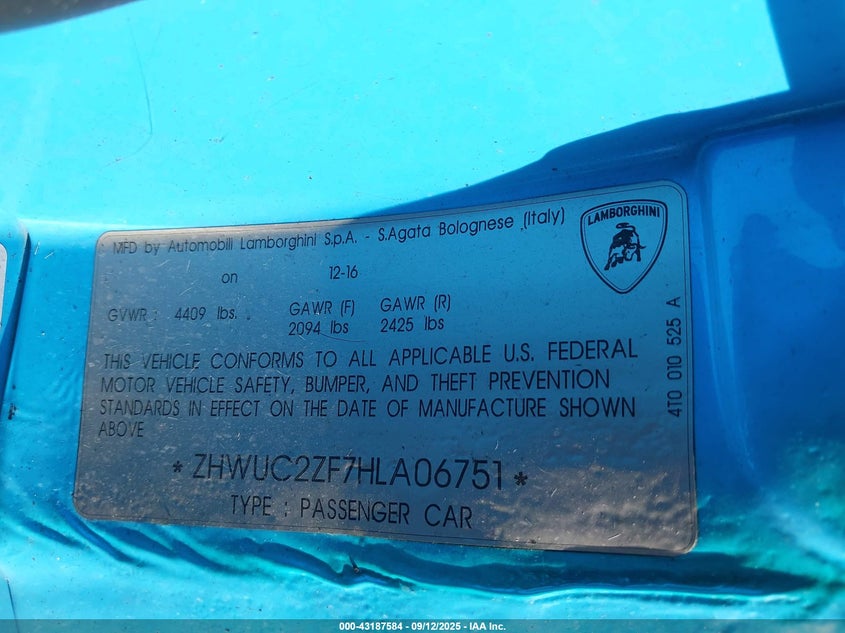 MFD by Automobili Lamborghini S.p.A. - S.Agata Bolognese (Italy)
on 12-16
LAMBORGHINI
GVWR : 4409 lbs. GAWR (F) GAWR (R)
2094 lbs 2425 lbs
THIS VEHICLE CONFORMS TO ALL APPLICABLE U.S. FEDERAL
MOTOR VEHICLE SAFETY, BUMPER, AND THEFT PREVENTION
STANDARDS IN EFFECT ON THE DATE OF MANUFACTURE SHOWN
ABOVE
* ZHWUC2ZF7HLA06751 *
TYPE : PASSENGER CAR
4T0 010 525 A
000-43187584 - 09/12/2025 - IAA Inc.